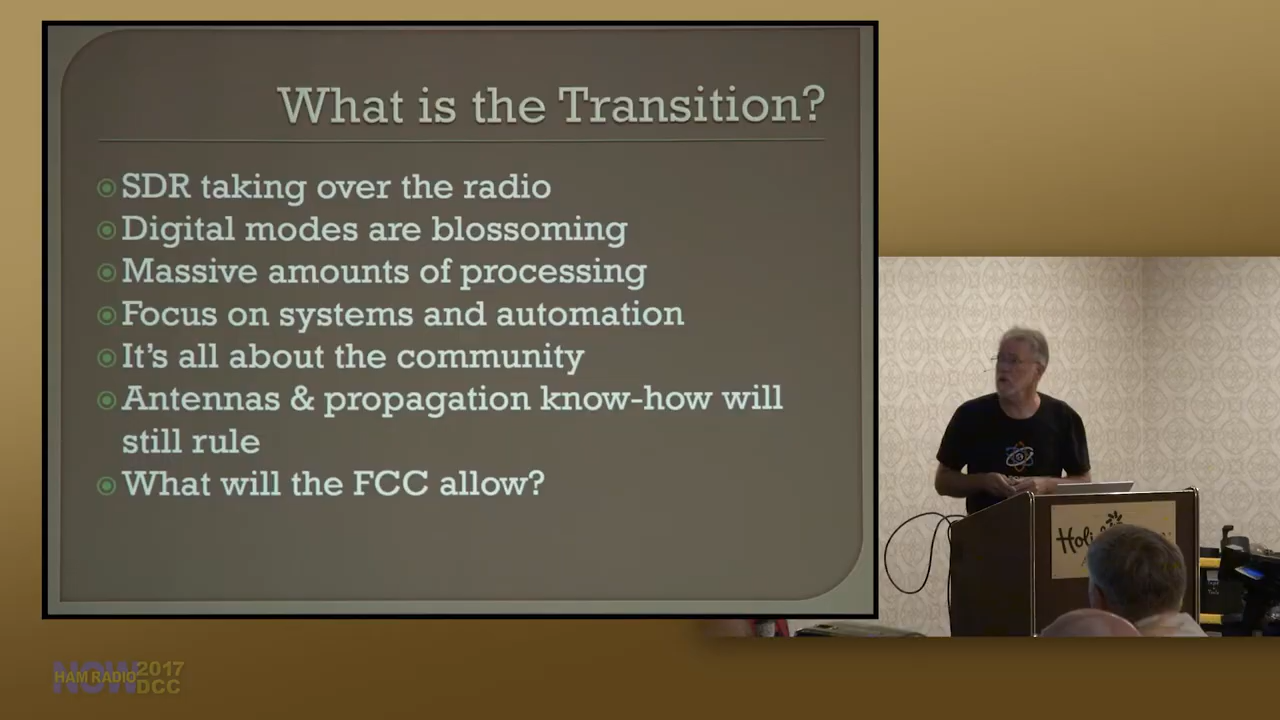 What is the Transition?
SDR taking over the radio
Digital modes are blossoming
Massive amounts of processing
Focus on systems and automation
It's all about the community
Antennas & propagation know-how will
still rule
What will the FCC allow?
HAM RADIO
NOW
2017
DCC